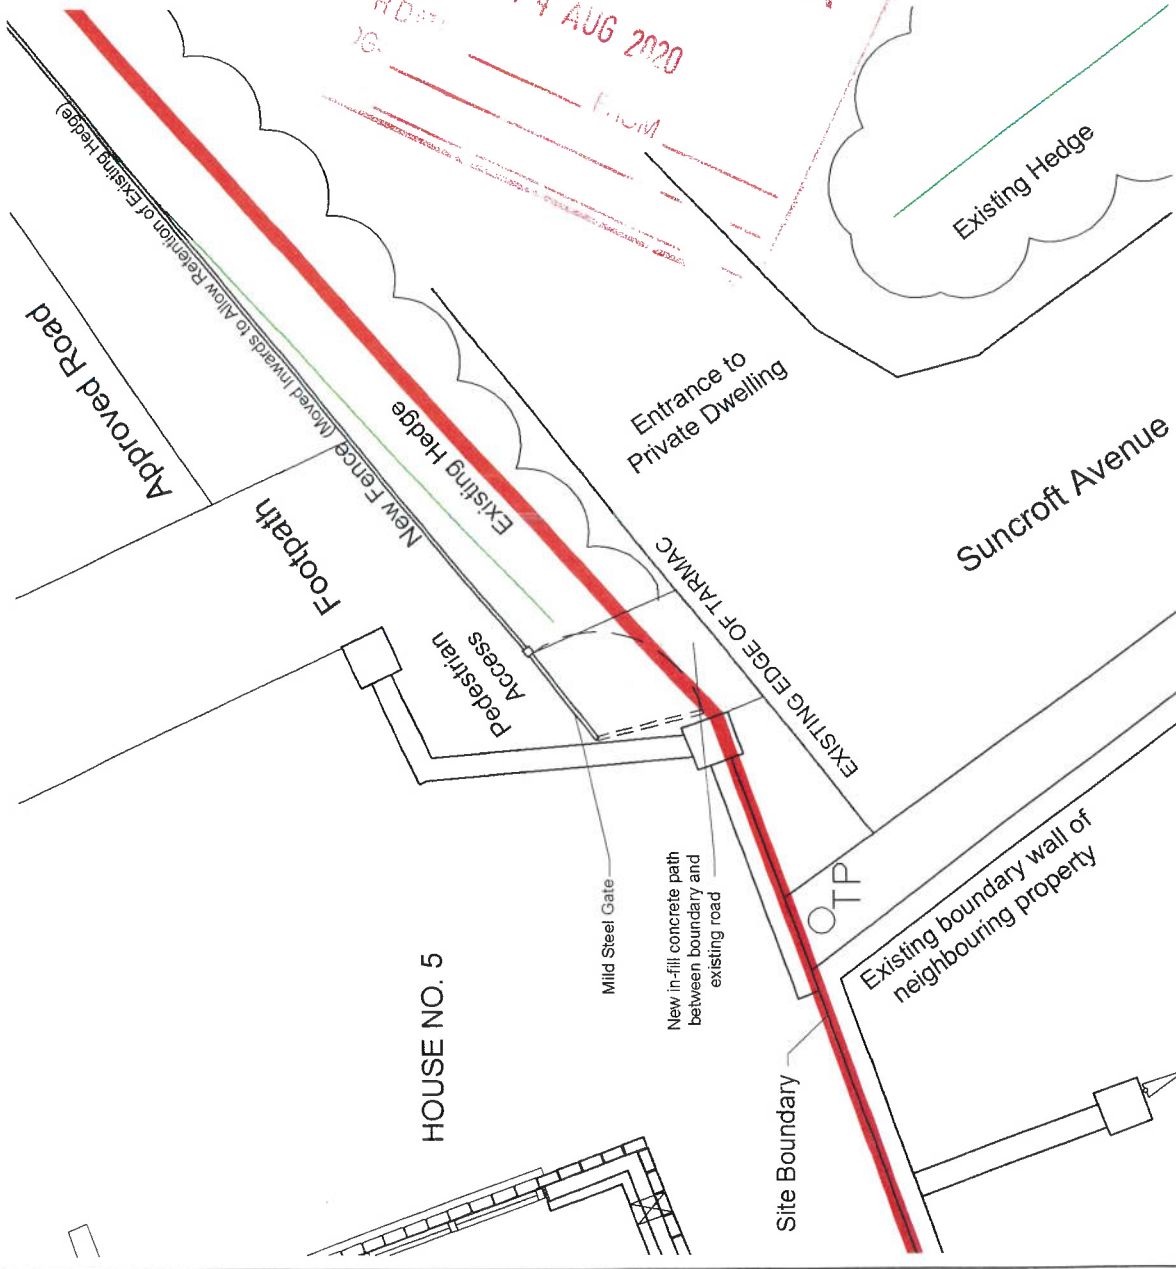 AUG 2020
FROM
Existing Hedge
New Fence (Moved Inwards to Allow Retention of Existing Hedge)
Approved Road
Existing Hedge
Entrance to
Private Dwelling
Footpath
Pedestrian
Access
EXISTING EDGE OF TARMAC
Suncroft Avenue
Mild Steel Gate
New in-fill concrete path
between boundary and
existing road
TP
Existing boundary wall of
neighbouring property
HOUSE NO. 5
Site Boundary